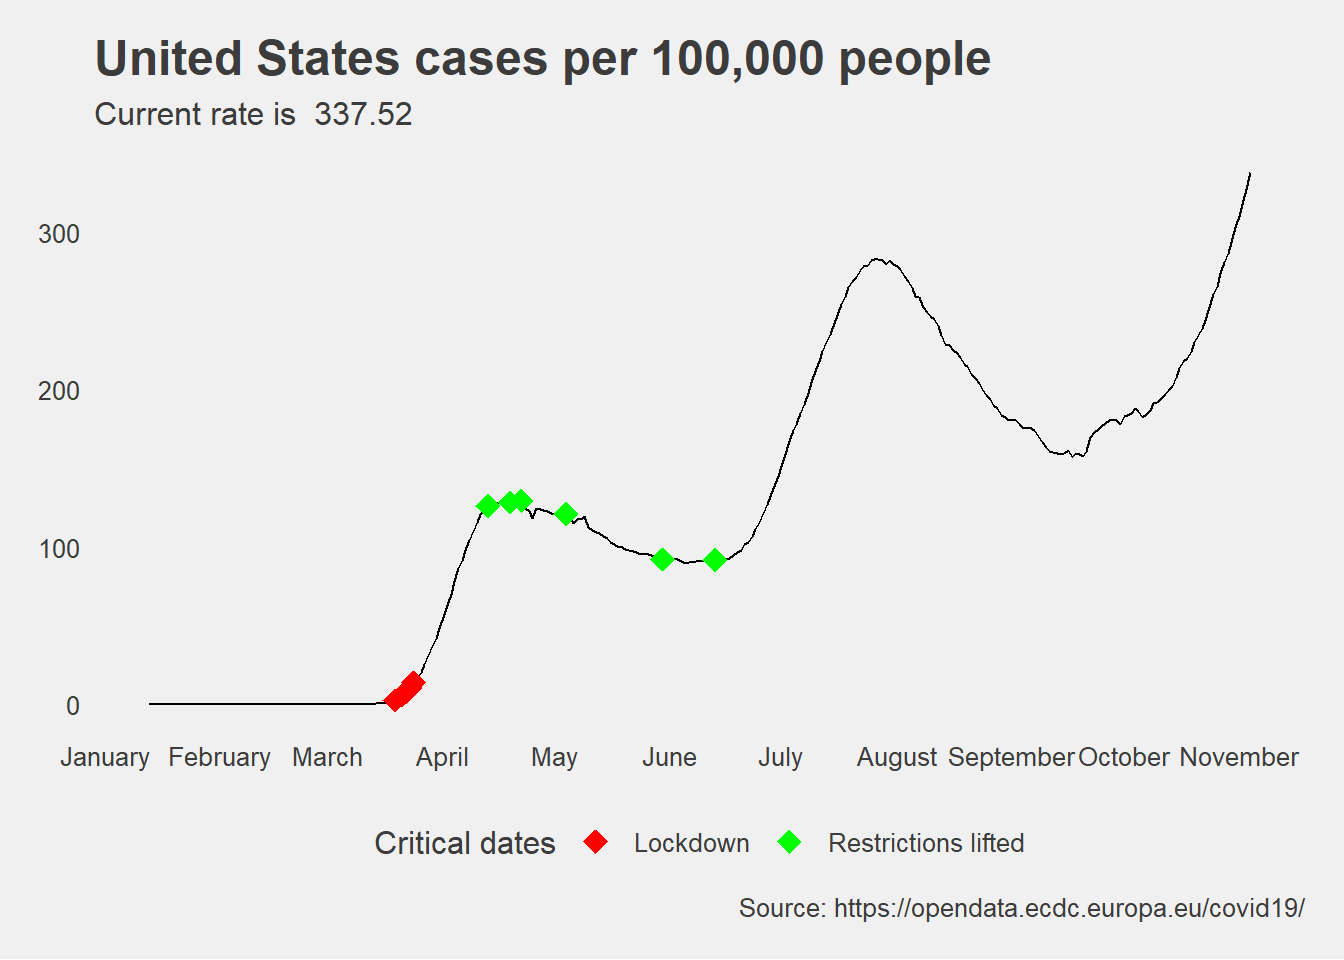 United States cases per 100,000 people
Current rate is  337.52
300
200
100
0
January February March April May June July August September October November
Critical dates Lockdown Restrictions lifted
Source: https://opendata.ecdc.europa.eu/covid19/